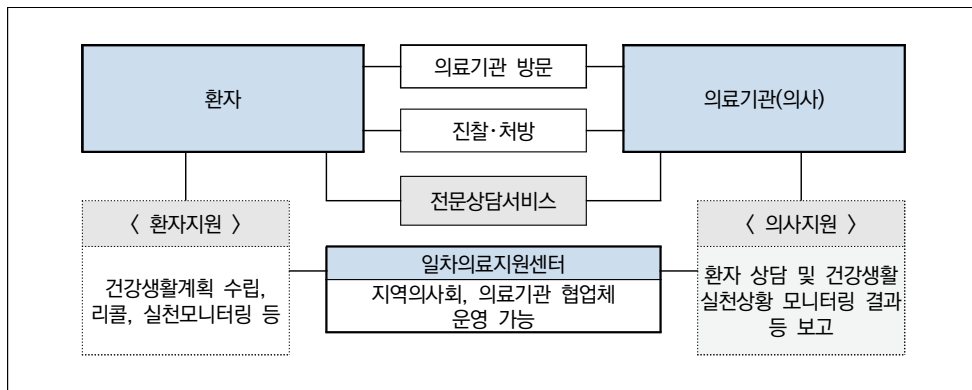 환자
의료기관 방문
의료기관(의사)
진찰·처방
전문상담서비스
〈 환자지원 〉
건강생활계획 수립,
리콜, 실천모니터링 등
일차의료지원센터
지역의사회, 의료기관 협업체
운영 가능
〈 의사지원 〉
환자 상담 및 건강생활
실천상황 모니터링 결과
등 보고